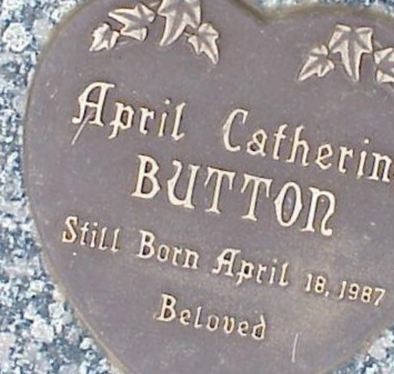 April Catherin
BUTTON
Still Born April 18, 1987
Beloved